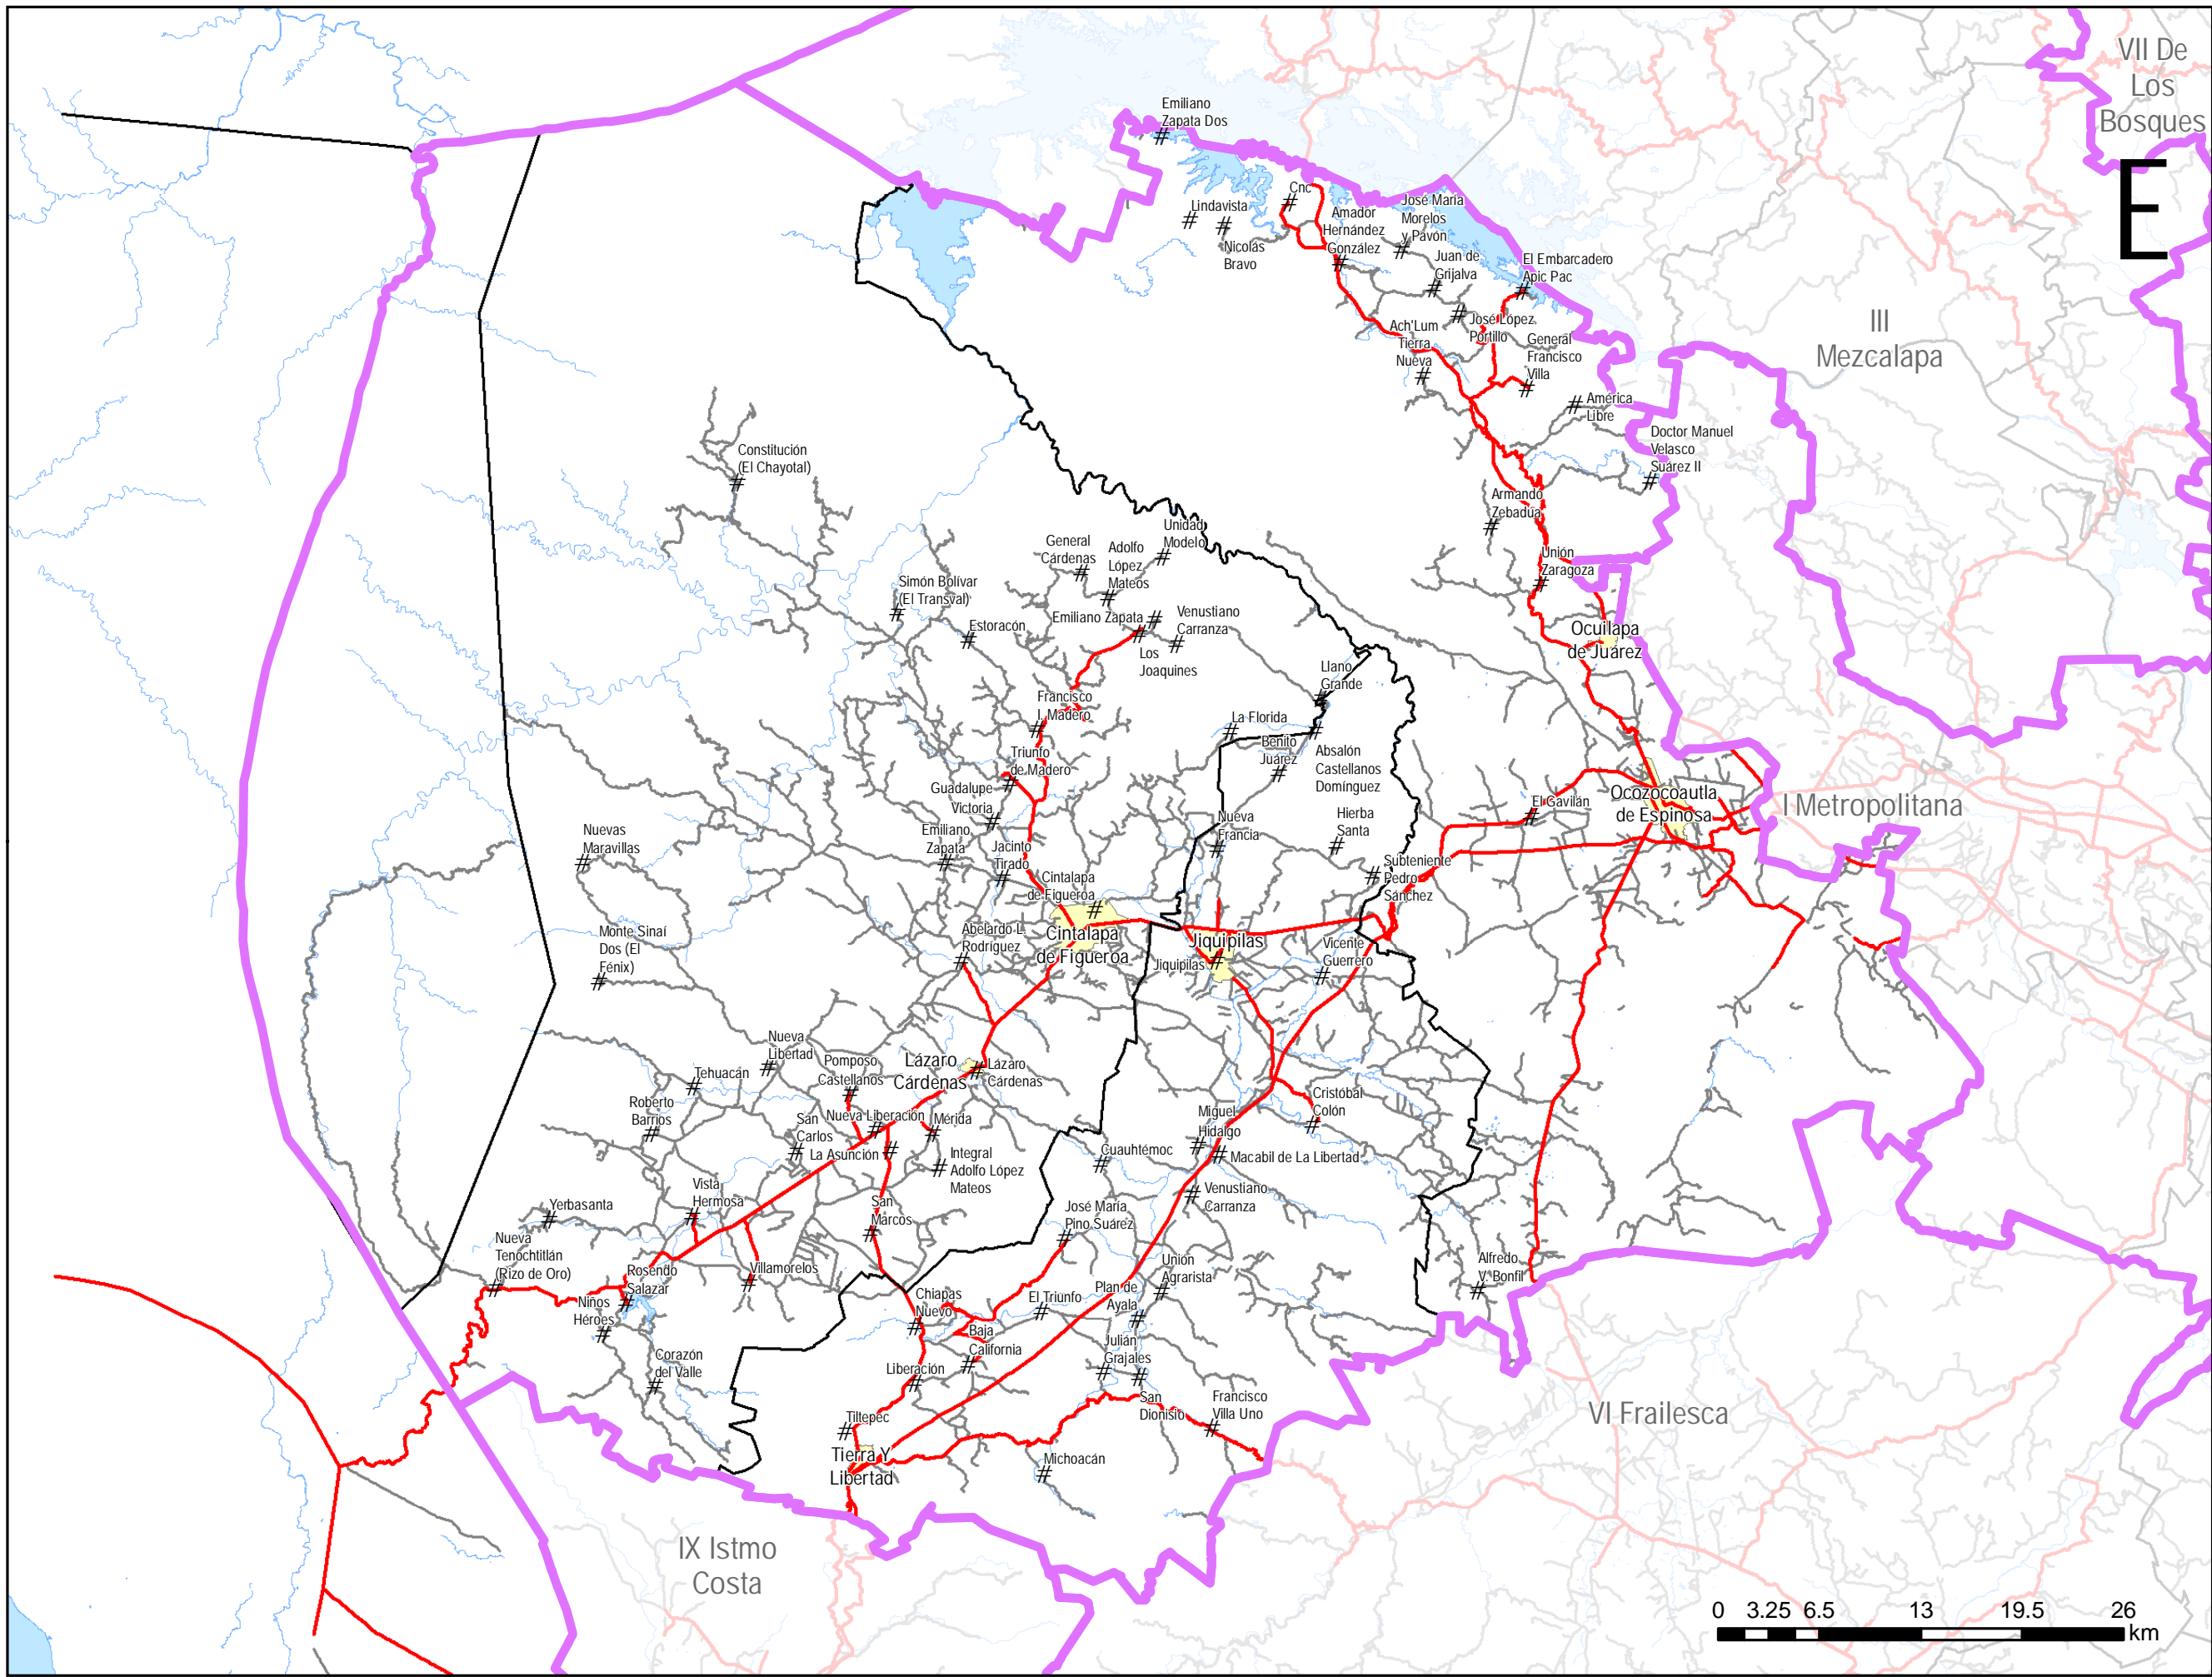 VII De
Los
Bosques
E
Emiliano
Zapata Dos
Cnc
Lindavista
Nicolás
Bravo
Amador
Hernández
González
José María
Morelos
y Pavón
Juan de
Grijalva
El Embarcadero
Apic Pac
José López
Portillo
Ach'Lum
Tierra
Nueva
General
Francisco
Villa
III
Mezcalapa
América
Libre
Doctor Manuel
Velasco
Suárez II
Constitución
(El Chayotal)
Armando
Zebadúa
Unidad
Modelo
General
Cárdenas
Adolfo
López
Mateos
Unión
Zaragoza
Simón Bolívar
(El Transval)
Estoracón
Emiliano Zapata
Venustiano
Carranza
Los
Joaquines
Ocuilapa
de Juárez
Llano
Grande
Francisco
I. Madero
La Florida
Benito
Juárez
Absalón
Castellanos
Domínguez
Triunfo
de Madero
Guadalupe
Victoria
El Gavilán
Ocozocoautla
de Espinosa
I Metropolitana
Nuevas
Maravillas
Emiliano
Zapata
Jacinto
Tirado
Nueva
Francia
Hierba
Santa
Subteniente
Pedro
Sánchez
Cintalapa
de Figueroa
Cintalapa
de Figueroa
Monte Sinaí
Dos (El
Fénix)
Abelardo L.
Rodríguez
Jiquipilas
Jiquipilas
Vicente
Guerrero
Nueva
Libertad
Pomposo
Castellanos
Lázaro
Cárdenas
Lázaro
Cárdenas
Tehuacán
Roberto
Barrios
San
Carlos
Nueva Liberación
Mérida
La Asunción
Integral
Adolfo López
Mateos
Cristóbal
Colón
Miguel
Hidalgo
Cuauhtémoc
Macabil de La Libertad
Venustiano
Carranza
Vista
Hermosa
Yerbasanta
San
Marcos
José María
Pino Suárez
Nueva
Tenochtitlán
(Rizo de Oro)
Rosendo
Salazar
Villamorelos
Unión
Agrarista
Alfredo
V. Bonfil
Niños
Héroes
Chiapas
Nuevo
El Triunfo
Plan de
Ayala
Baja
California
Julián
Grajales
Corazón
del Valle
Liberación
San
Dionisio
Francisco
Villa Uno
Tiltepec
Tierra Y
Libertad
Michoacán
VI Frailesca
IX Istmo
Costa
0 3.25 6.5 13 19.5 26
km